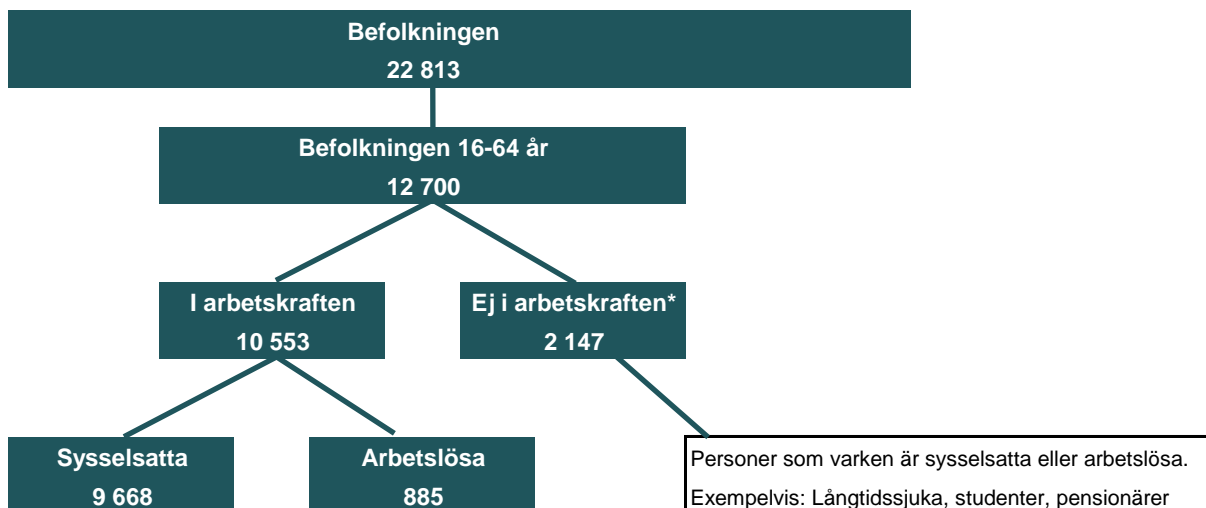 Befolkningen
22 813
Befolkningen 16-64 år
12 700
I arbetskraften
10 553
Ej i arbetskraften*
2 147
Sysselsatta
9 668
Arbetslösa
885
Personer som varken är sysselsatta eller arbetslösa.
Exempelvis: Långtidssjuka, studenter, pensionärer